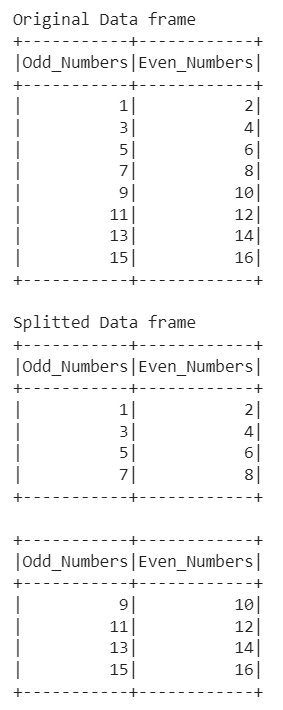 Original Data frame
+-----------+------------+
|Odd_Numbers|Even_Numbers|
+-----------+------------+
|          1|           2|
|          3|           4|
|          5|           6|
|          7|           8|
|          9|          10|
|         11|          12|
|         13|          14|
|         15|          16|
+-----------+------------+
Splitted Data frame
+-----------+------------+
|Odd_Numbers|Even_Numbers|
+-----------+------------+
|          1|           2|
|          3|           4|
|          5|           6|
|          7|           8|
+-----------+------------+
+-----------+------------+
|Odd_Numbers|Even_Numbers|
+-----------+------------+
|          9|          10|
|         11|          12|
|         13|          14|
|         15|          16|
+-----------+------------+